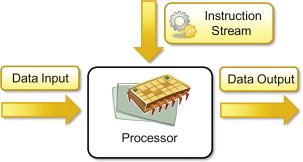 Instruction
Stream
Data Input
Data Output
Processor